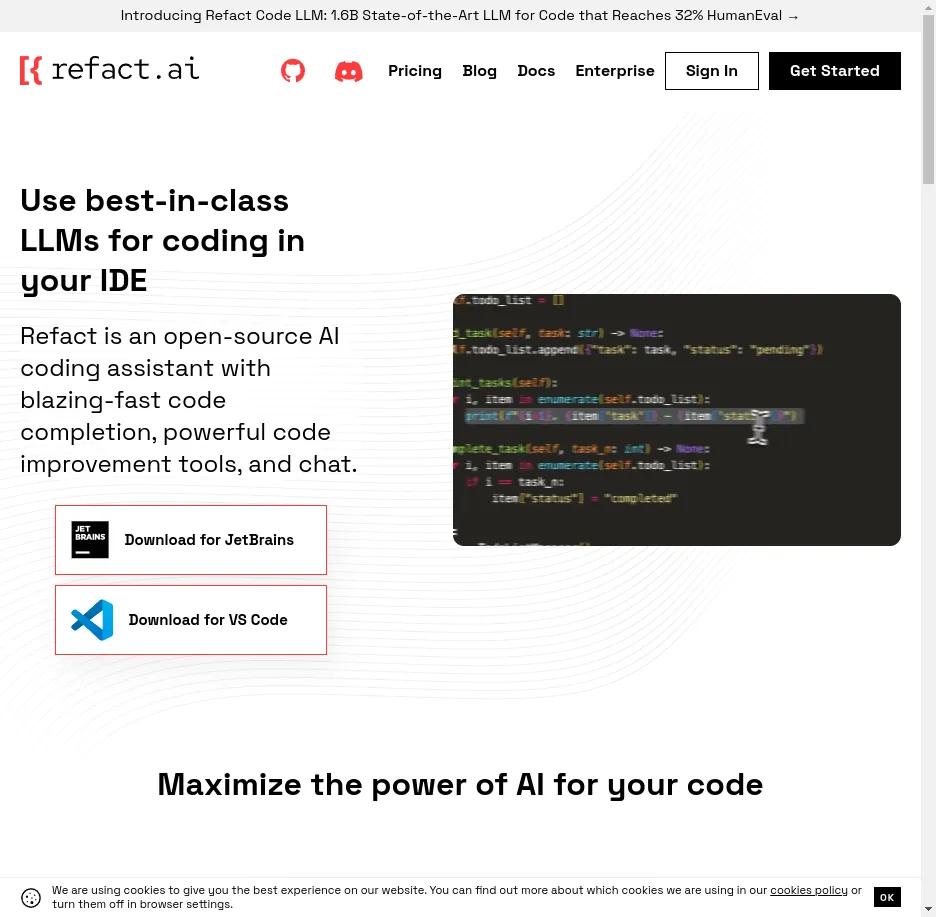 Introducing Refact Code LLM: 1.6B State-of-the-Art LLM for Code that Reaches 32% HumanEval →
refact.ai
Pricing Blog Docs Enterprise Sign In Get Started
Use best-in-class
LLMs for coding in
your IDE
Refact is an open-source AI
coding assistant with
blazing-fast code
completion, powerful code
improvement tools, and chat.
JET
BRAINS
Download for JetBrains
Download for VS Code
.todo_list = []
_task(self, task: str) -> None:
.todo_list.append({"task": task, "status": "pending"})
int_tasks(self):
i, item in enumerate(self.todo_list):
print(f"{i+1}. {item["task"]} - {item["status"]}")
mplete_task(self, task_n: int) -> None:
i, item in enumerate(self.todo_list):
if i == task_n:
item["status"] = "completed"
Maximize the power of AI for your code
We are using cookies to give you the best experience on our website. You can find out more about which cookies we are using in our cookies policy or
turn them off in browser settings.
OK